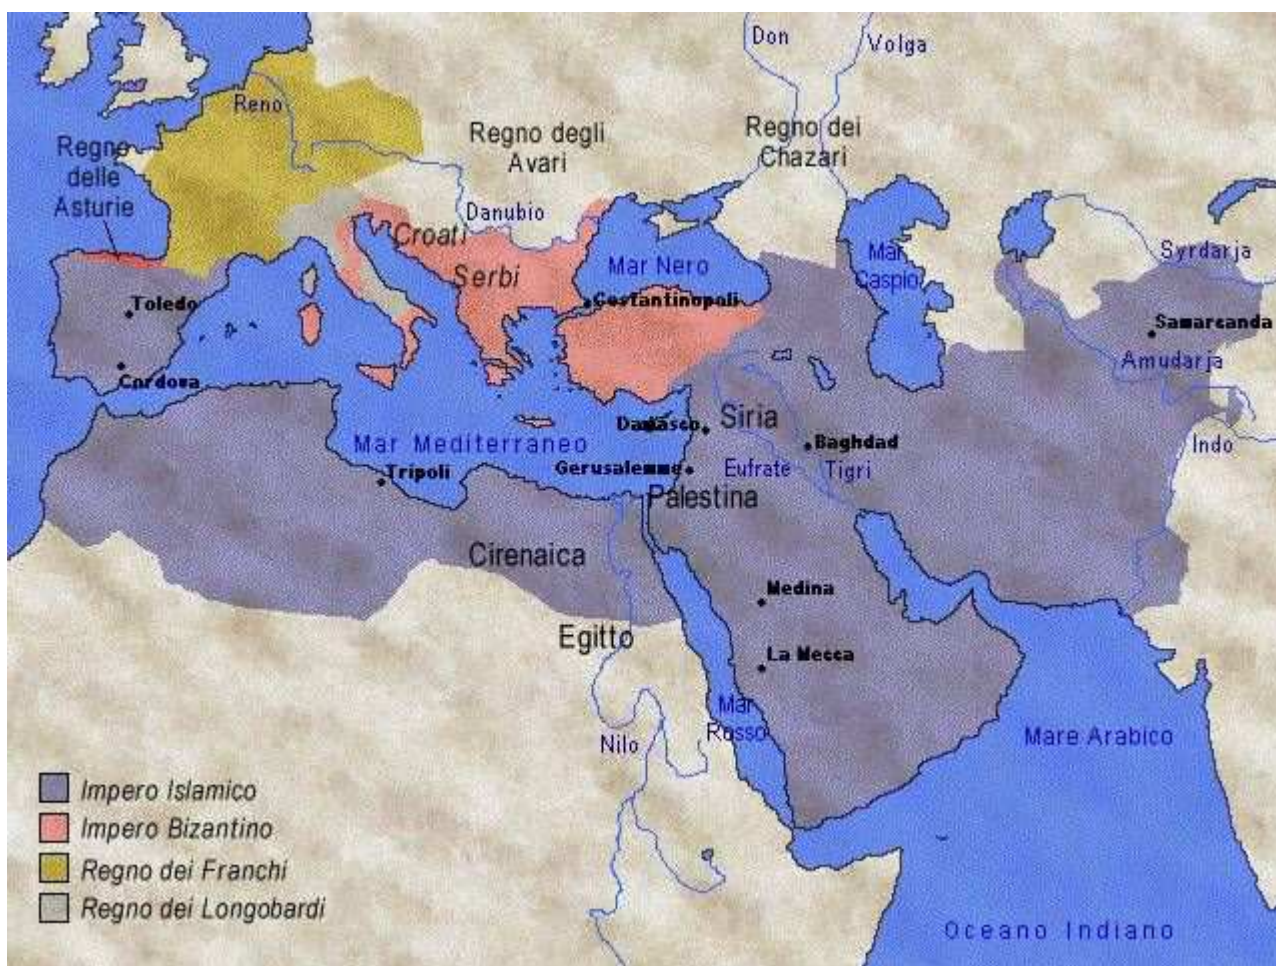 Don
Volga
Reno
Regno degli
Avari
Regno dei
Chazari
Regno
delle
Asturie
Danubio
Croati
Serbi
Mar Nero
Mar
Caspio
Syrdarja
Toledo
Costantinopoli
Samarcanda
Amudarja
Cordova
Damasco
Siria
Mar Mediterraneo
Baghdad
Indo
Tripoli
Gerusalemme
Eufrate
Tigri
Palestina
Cirenaica
Medina
Egitto
La Mecca
Mar
Rosso
Nilo
Mare Arabico
Impero Islamico
Impero Bizantino
Regno dei Franchi
Regno dei Longobardi
Oceano Indiano